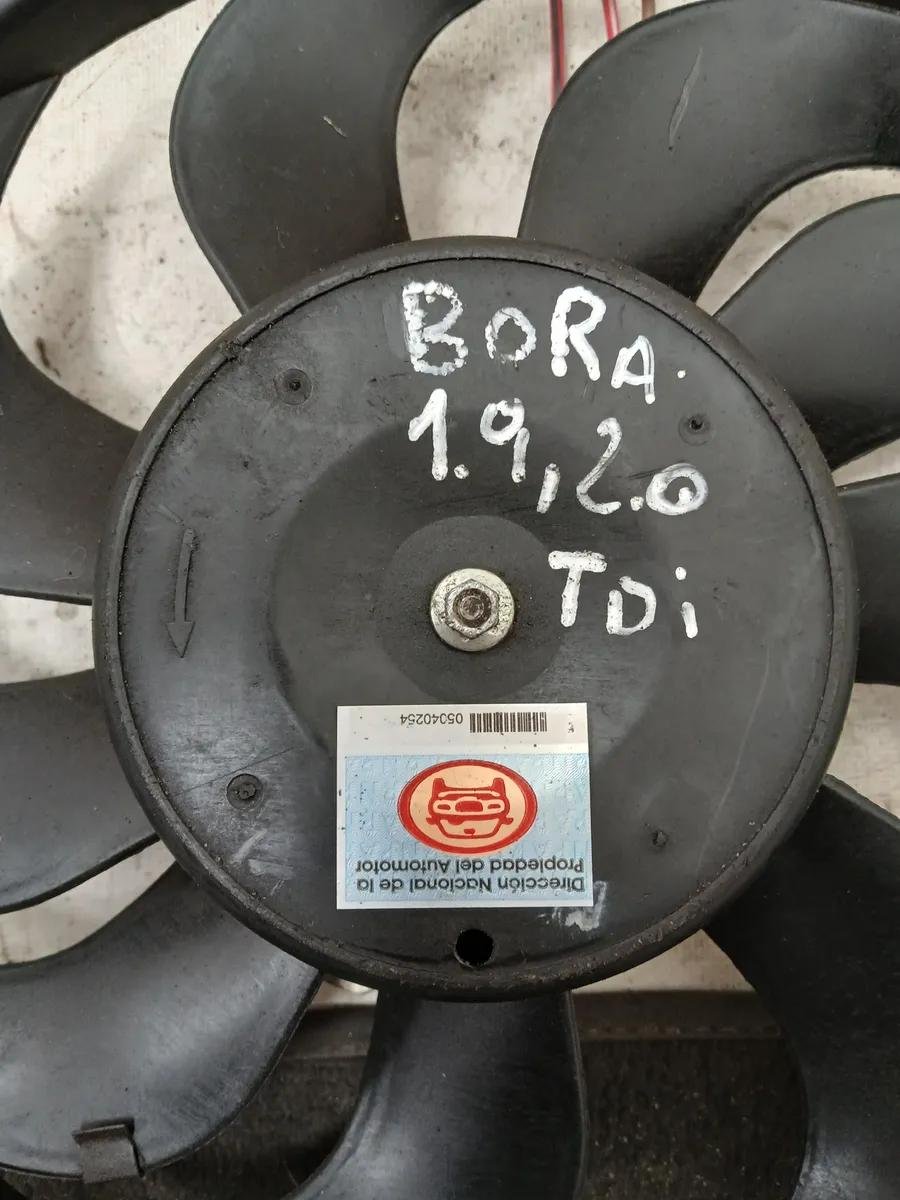 BoRA.
1.9,2.0
TDi
05040254
Dirección Nacional de la
Propiedad del Automotor